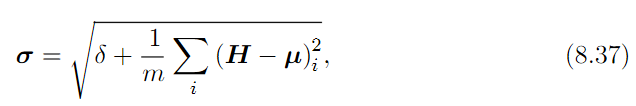 σ = √(δ + 1/m ∑_i (H − μ)_i^2), (8.37)